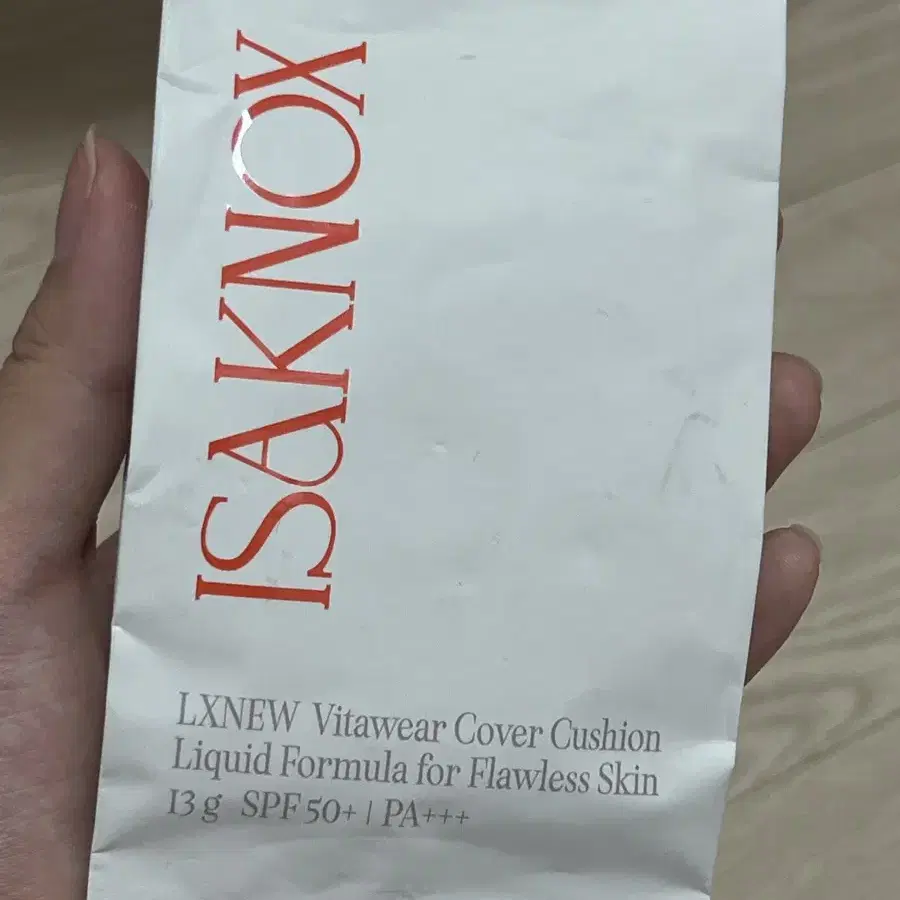 ISAKNOX
LXNEW Vitawear Cover Cushion
Liquid Formula for Flawless Skin
13 g SPF 50+ | PA+++